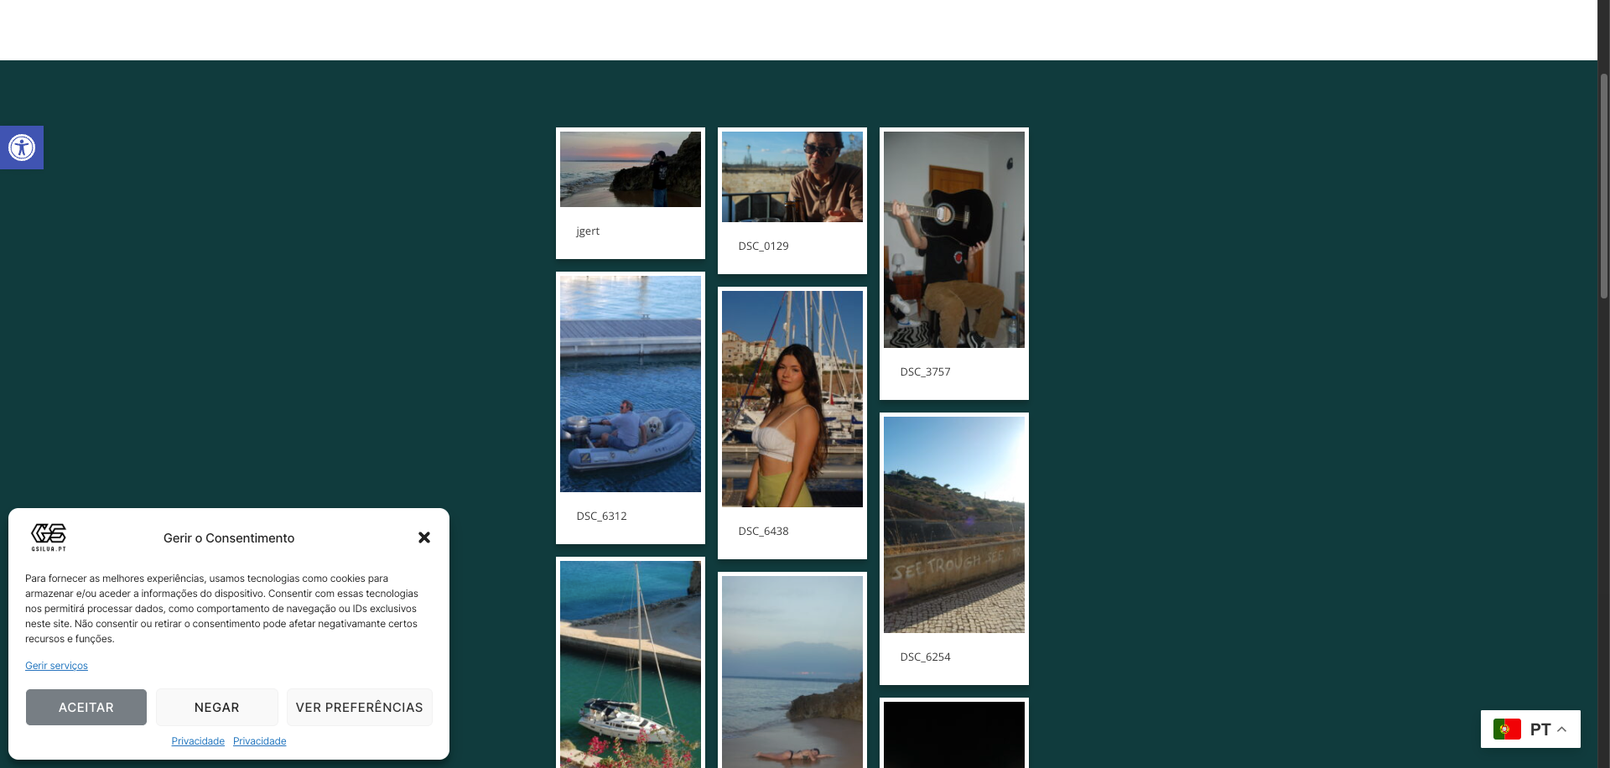 jgert
DSC_0129
DSC_3757
DSC_6312
DSC_6438
SEE TROUGH
DSC_6254
GSILVA.PT
Gerir o Consentimento
Para fornecer as melhores experiências, usamos tecnologias como cookies para
armazenar e/ou aceder a informações do dispositivo. Consentir com essas tecnologias
nos permitirá processar dados, como comportamento de navegação ou IDs exclusivos
neste site. Não consentir ou retirar o consentimento pode afetar negativamante certos
recursos e funções.
Gerir serviços
ACEITAR
NEGAR
VER PREFERÊNCIAS
Privacidade Privacidade
PT